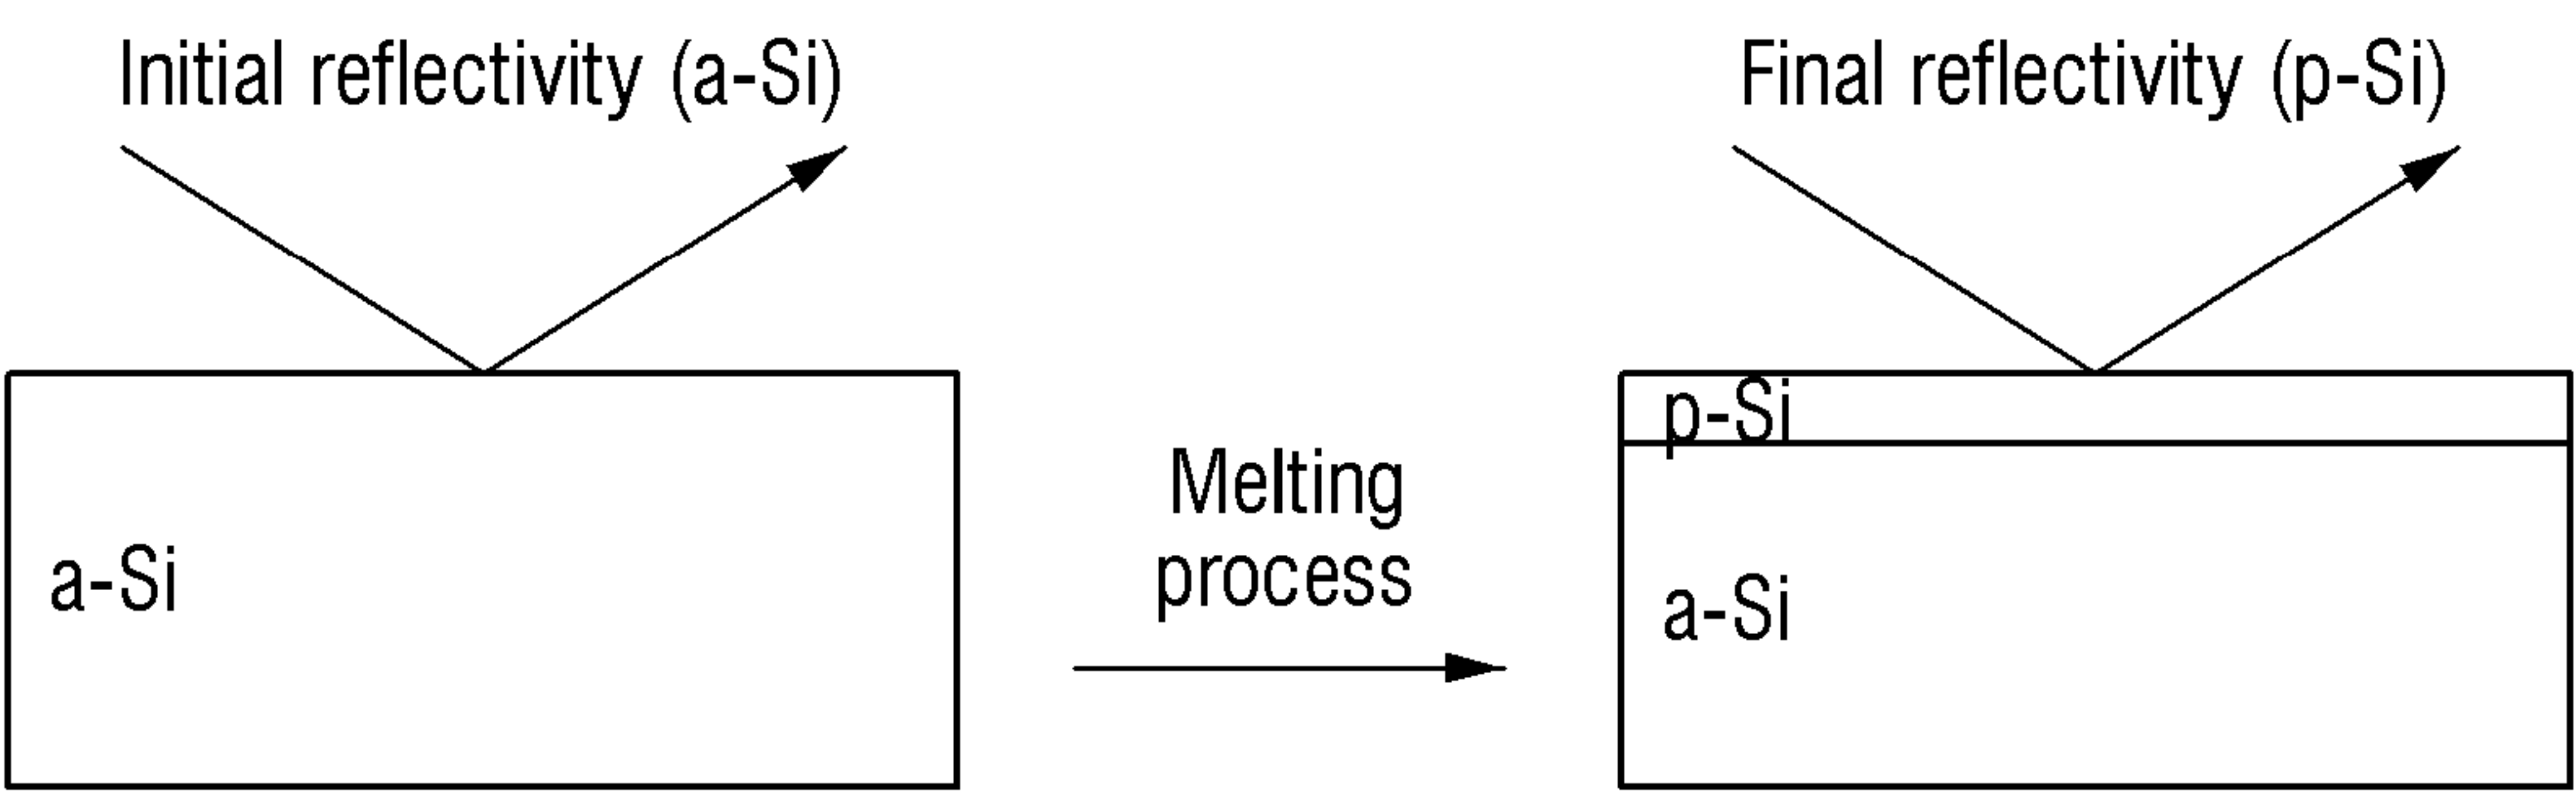 Initial reflectivity (a-Si)
Final reflectivity (p-Si)
p-Si
Melting
process
a-Si
a-Si